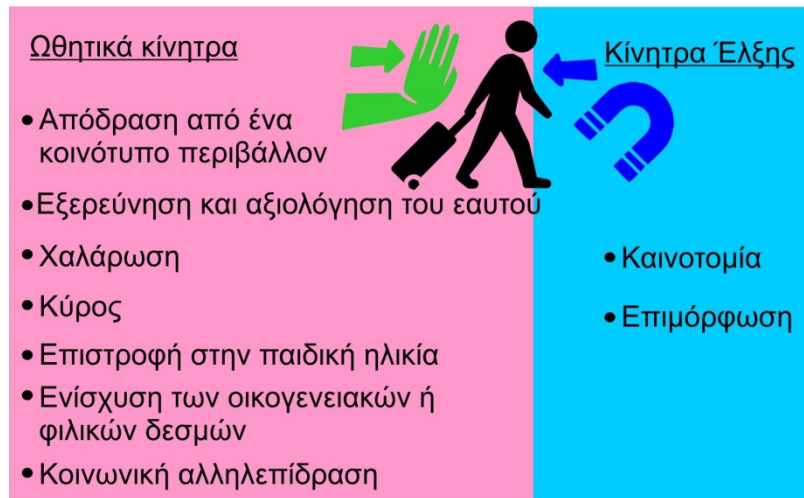 Ωθητικά κίνητρα
• Απόδραση από ένα
κοινότυπο περιβάλλον
• Εξερεύνηση και αξιολόγηση του εαυτού
• Χαλάρωση
• Κύρος
• Επιστροφή στην παιδική ηλικία
• Ενίσχυση των οικογενειακών ή
φιλικών δεσμών
• Κοινωνική αλληλεπίδραση
Κίνητρα Έλξης
• Καινοτομία
• Επιμόρφωση